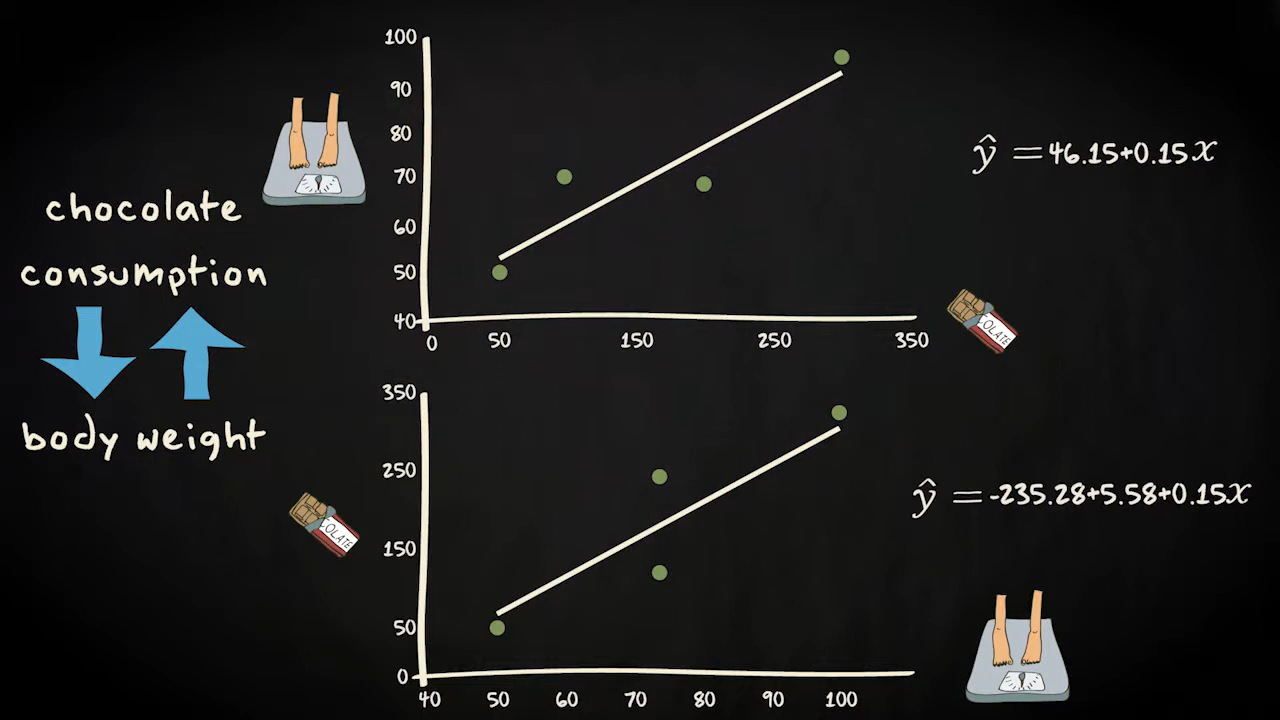 chocolate
consumption
body weight
100
90
80
70
60
50
40
0 50 150 250 350
OLATE
ŷ = 46.15+0.15x
350
250
150
50
0
40 50 60 70 80 90 100
OLATE
ŷ = -235.28+5.58+0.15x